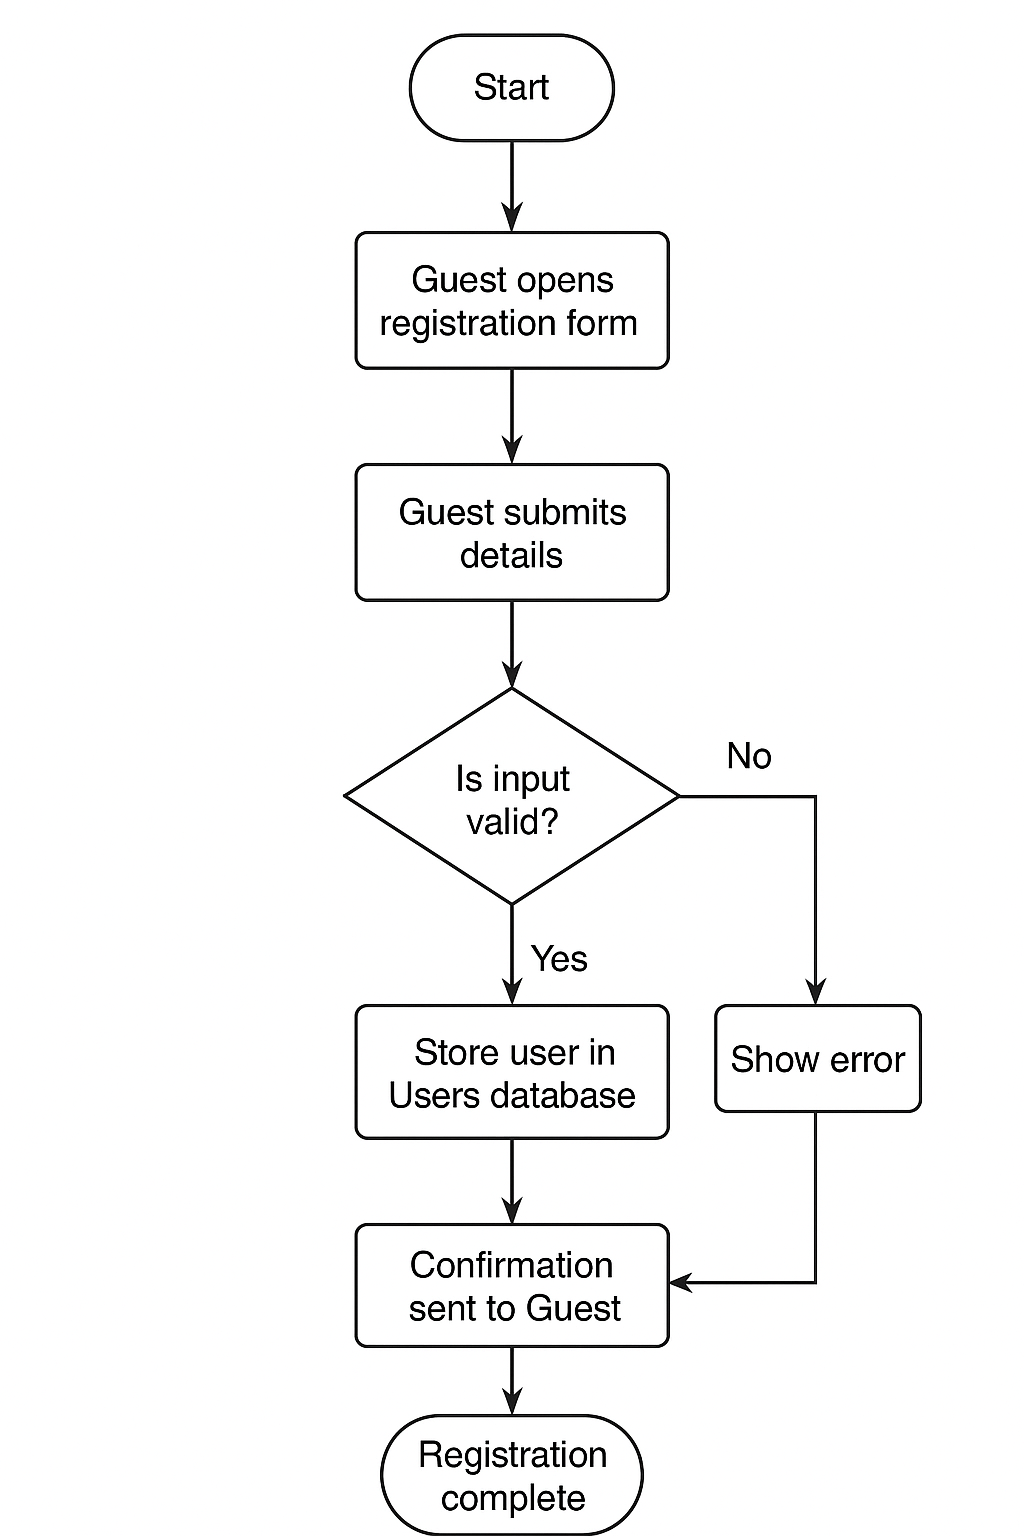 Start
Guest opens
registration form
Guest submits
details
Is input
valid?
No
Yes
Store user in
Users database
Show error
Confirmation
sent to Guest
Registration
complete